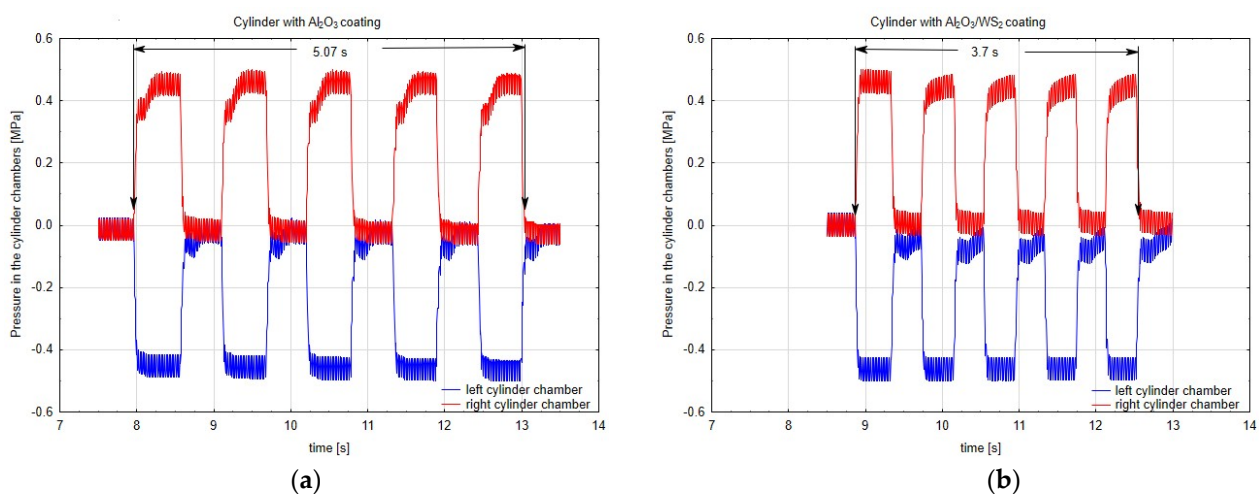 Cylinder with Al₂O₃ coating
5.07 s
Pressure in the cylinder chambers [MPa]
0.6
0.4
0.2
0.0
-0.2
-0.4
-0.6
left cylinder chamber
right cylinder chamber
7 8 9 10 11 12 13 14
time [s]
(a)
Cylinder with Al₂O₃/WS₂ coating
3.7 s
Pressure in the cylinder chambers [MPa]
0.6
0.4
0.2
0.0
-0.2
-0.4
-0.6
left cylinder chamber
right cylinder chamber
7 8 9 10 11 12 13 14
time [s]
(b)